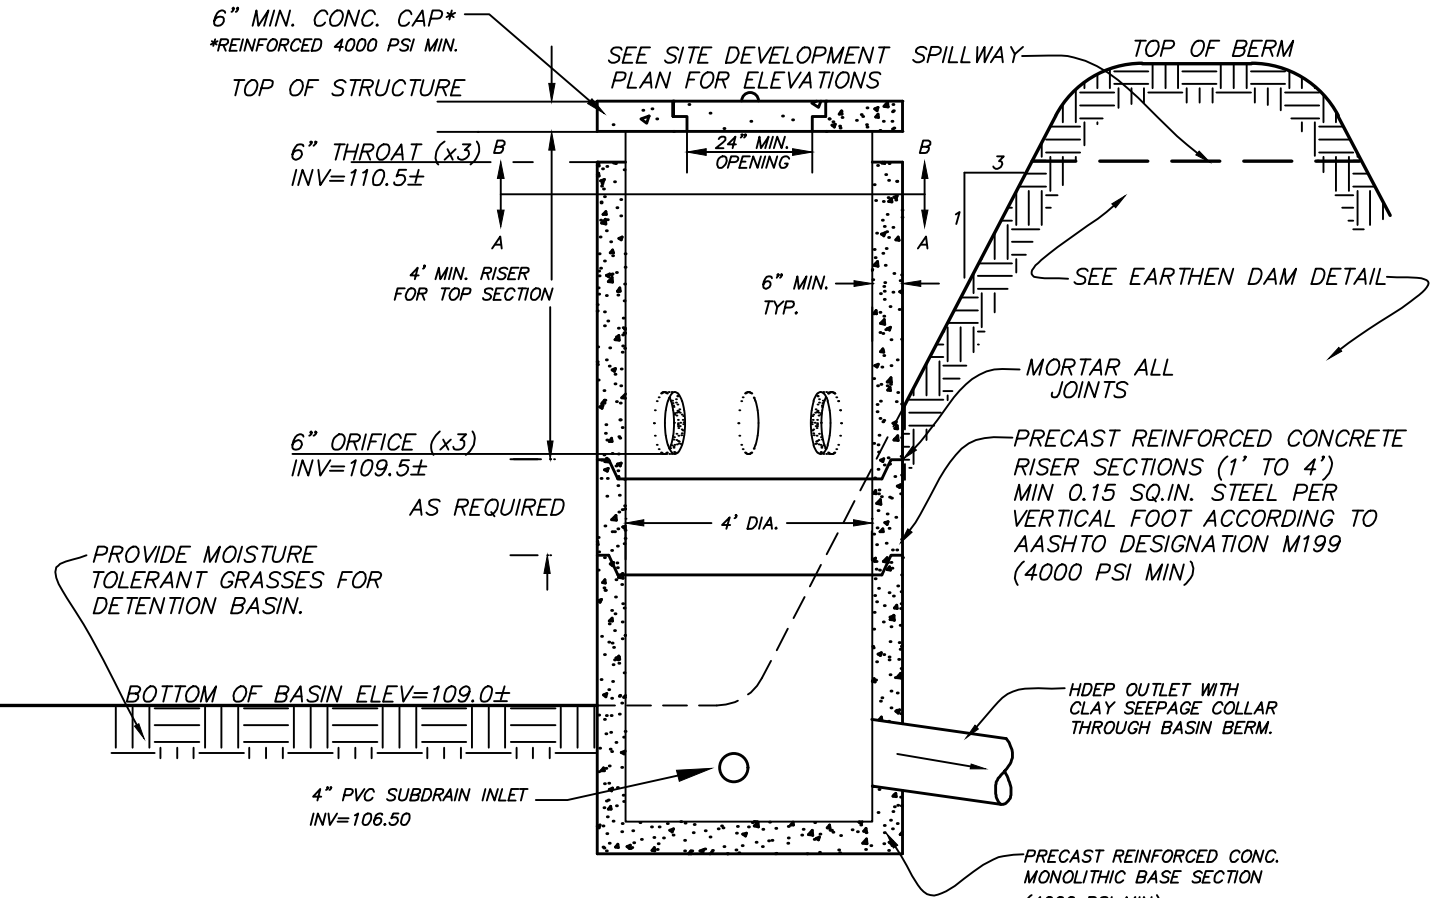 6" MIN. CONC. CAP*
*REINFORCED 4000 PSI MIN.
TOP OF STRUCTURE
SEE SITE DEVELOPMENT
PLAN FOR ELEVATIONS
SPILLWAY
TOP OF BERM
6" THROAT (x3)
INV=110.5±
B
A
24" MIN.
OPENING
B
A
3
1
4' MIN. RISER
FOR TOP SECTION
6" MIN.
TYP.
SEE EARTHEN DAM DETAIL
MORTAR ALL
JOINTS
6" ORIFICE (x3)
INV=109.5±
AS REQUIRED
4' DIA.
PRECAST REINFORCED CONCRETE
RISER SECTIONS (1' TO 4')
MIN 0.15 SQ.IN. STEEL PER
VERTICAL FOOT ACCORDING TO
AASHTO DESIGNATION M199
(4000 PSI MIN)
PROVIDE MOISTURE
TOLERANT GRASSES FOR
DETENTION BASIN.
BOTTOM OF BASIN ELEV=109.0±
HDEP OUTLET WITH
CLAY SEEPAGE COLLAR
THROUGH BASIN BERM.
4" PVC SUBDRAIN INLET
INV=106.50
PRECAST REINFORCED CONC.
MONOLITHIC BASE SECTION
(4000 PSI MIN)